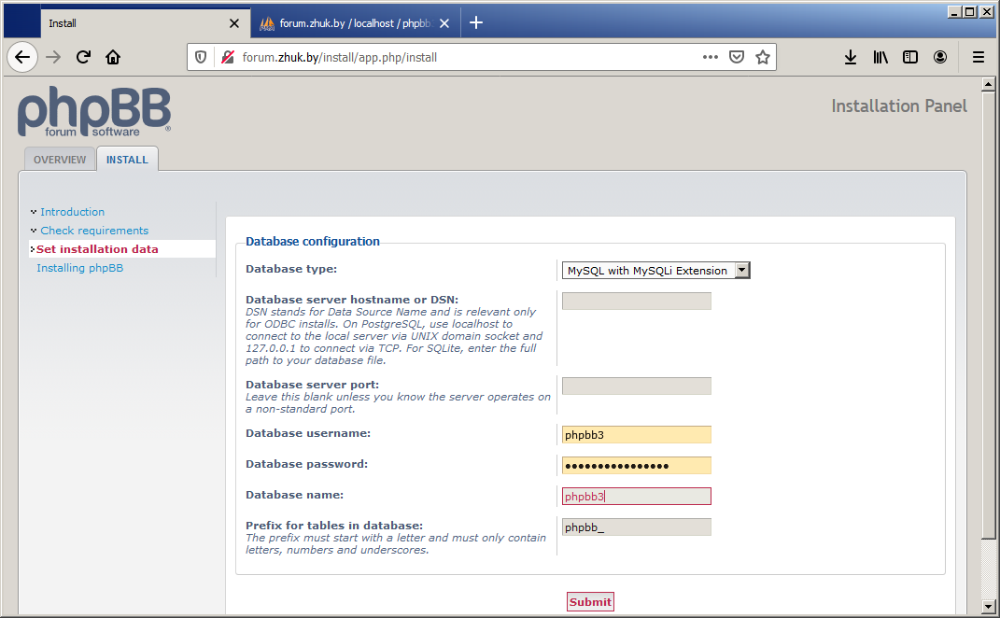 Install
forum.zhuk.by / localhost / phpbb
forum.zhuk.by/install/app.php/install
phpBB
forum software
®
Installation Panel
OVERVIEW
INSTALL
Introduction
Check requirements
Set installation data
Installing phpBB
Database configuration
Database type:
MySQL with MySQLi Extension
Database server hostname or DSN:
DSN stands for Data Source Name and is relevant only
for ODBC installs. On PostgreSQL, use localhost to
connect to the local server via UNIX domain socket and
127.0.0.1 to connect via TCP. For SQLite, enter the full
path to your database file.
Database server port:
Leave this blank unless you know the server operates on
a non-standard port.
Database username:
phpbb3
Database password:
••••••••••••••••
Database name:
phpbb3
Prefix for tables in database:
The prefix must start with a letter and must only contain
letters, numbers and underscores.
phpbb_
Submit